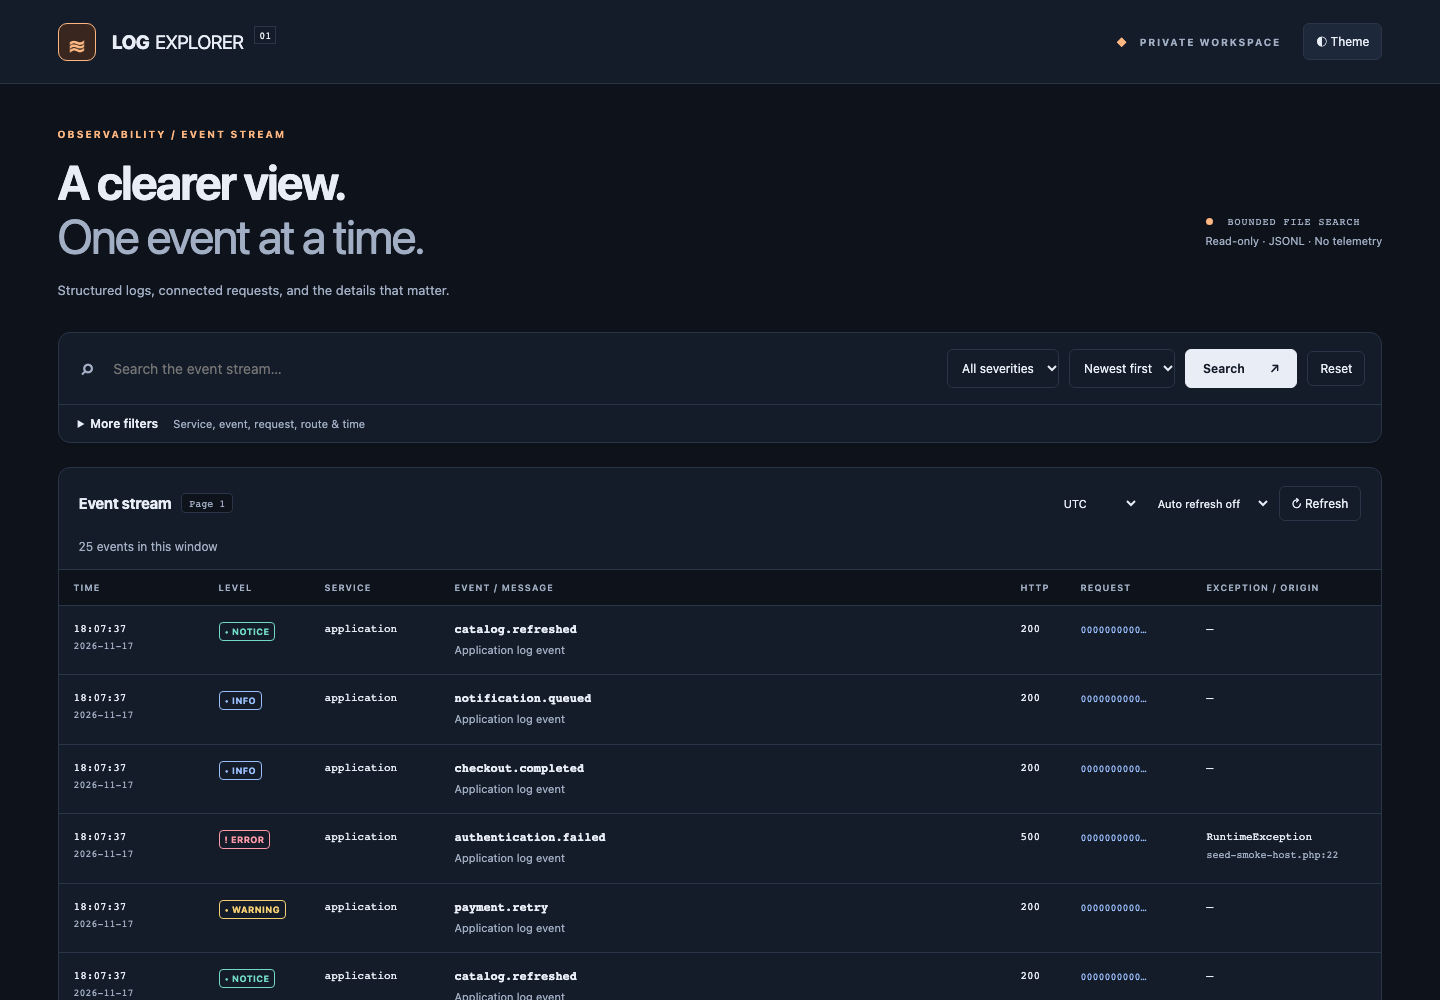 LOG EXPLORER 01
PRIVATE WORKSPACE
Theme
OBSERVABILITY / EVENT STREAM
A clearer view.
One event at a time.
BOUNDED FILE SEARCH
Read-only · JSONL · No telemetry
Structured logs, connected requests, and the details that matter.
Search the event stream...
All severities
Newest first
Search ↗
Reset
More filters Service, event, request, route & time
Event stream Page 1
UTC
Auto refresh off
↻ Refresh
25 events in this window
TIME LEVEL SERVICE EVENT / MESSAGE HTTP REQUEST EXCEPTION / ORIGIN
18:07:37 • NOTICE application catalog.refreshed 200 0000000000… —
2026-11-17 Application log event
18:07:37 • INFO application notification.queued 200 0000000000… —
2026-11-17 Application log event
18:07:37 • INFO application checkout.completed 200 0000000000… —
2026-11-17 Application log event
18:07:37 ! ERROR application authentication.failed 500 0000000000… RuntimeException
2026-11-17 Application log event seed-smoke-host.php:22
18:07:37 • WARNING application payment.retry 200 0000000000… —
2026-11-17 Application log event
18:07:37 • NOTICE application catalog.refreshed 200 0000000000… —
2026-11-17 Application log event